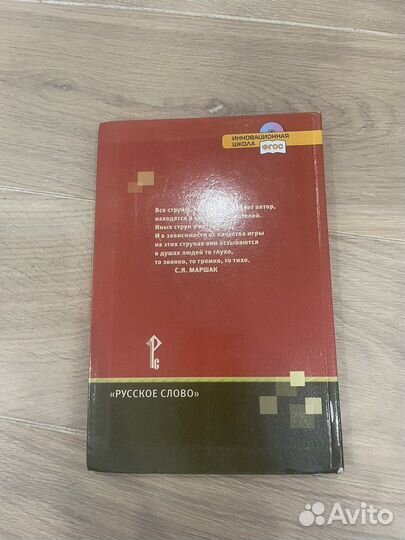 ИННОВАЦИОННАЯ
ШКОЛА
ФГОС
Все автор,
находятся в
Иных струн у
И в зависимости от качества игры
на этих струнах они отзываются
в душах людей то глухо,
то звонко, то громко, то тихо.
С.Я. МАРШАК
РС
«РУССКОЕ СЛОВО»
Avito